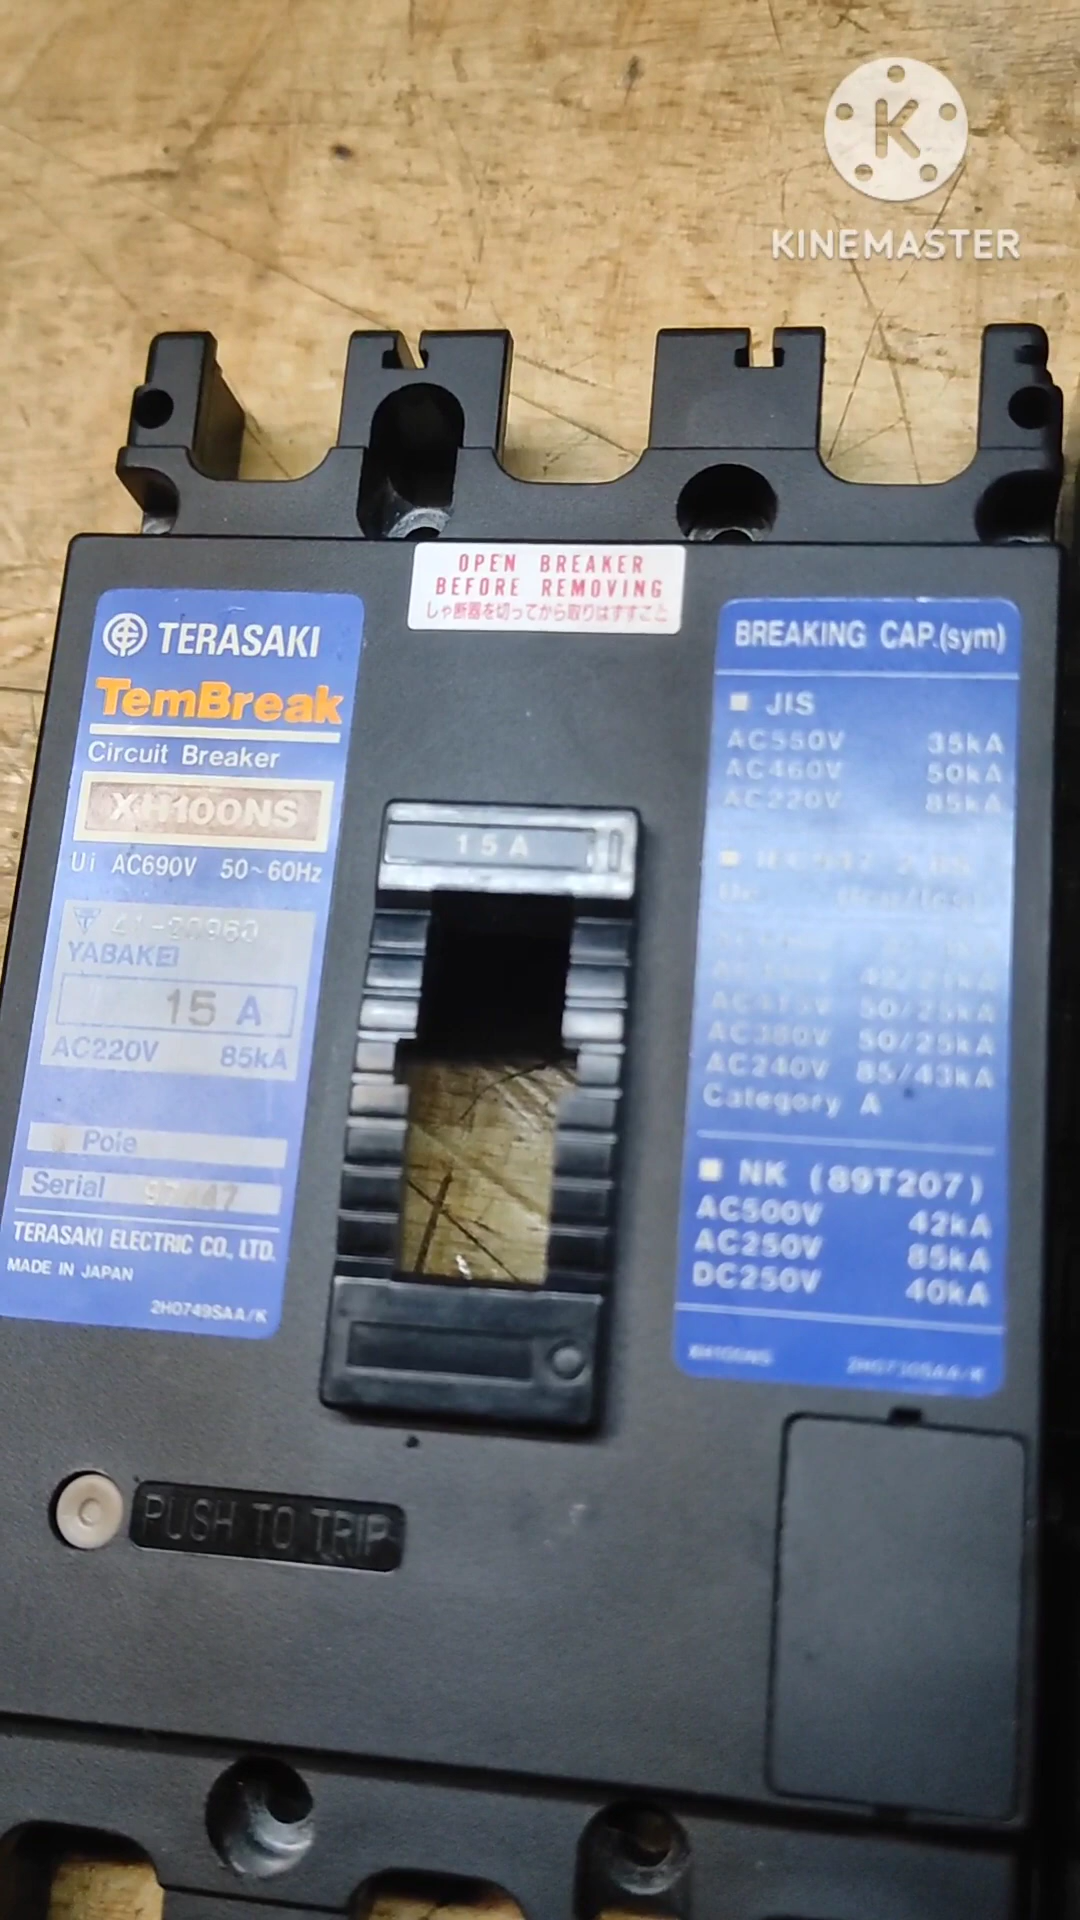 KINEMASTER
OPEN BREAKER
BEFORE REMOVING
しゃ断器を切ってから取りはずすこと
TERASAKI
TemBreak
Circuit Breaker
XH100NS
Ui AC690V 50~60Hz
YABAKEI
15 A
AC220V 85kA
Pole
Serial
TERASAKI ELECTRIC CO., LTD.
MADE IN JAPAN
2H0749SAA/K
15A
BREAKING CAP.(sym)
JIS
AC550V 35kA
AC460V 50kA
AC220V 85kA
AC415V 50/25kA
AC380V 50/25kA
AC240V 85/43kA
Category A
NK (89T207)
AC500V 42kA
AC250V 85kA
DC250V 40kA
XH100NS
PUSH TO TRIP